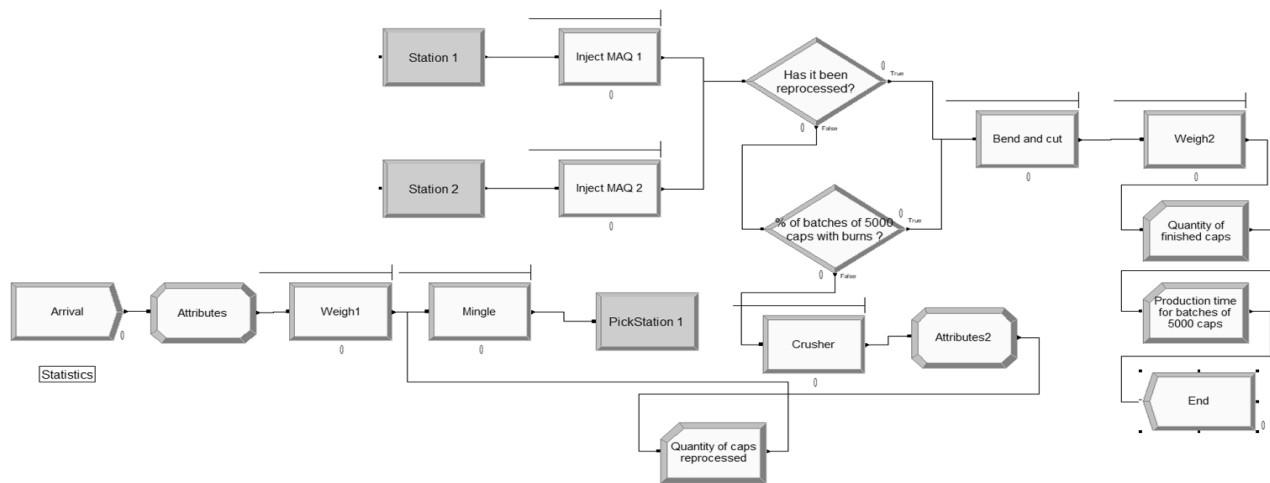 Station 1
Inject MAQ 1
0
Has it been
reprocessed?
0
True
0
False
Bend and cut
0
Weigh2
0
Station 2
Inject MAQ 2
0
% of batches of 5000
caps with burns ?
0
True
0
False
Quantity of
finished caps
Arrival
0
Attributes
Weigh1
0
Mingle
0
PickStation 1
Crusher
0
Attributes2
Production time
for batches of
5000 caps
Statistics
End
0
Quantity of caps
reprocessed